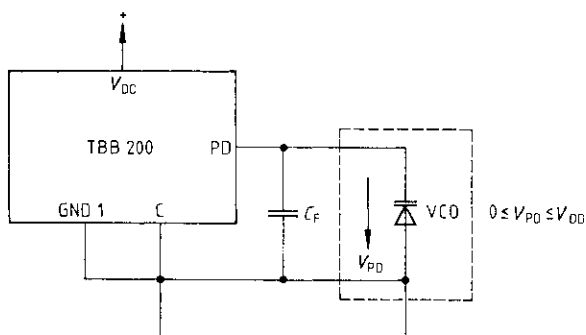 +
V_DC
TBB 200
PD
GND 1
C
C_F
V_PD
VCO
0 ≤ V_PD ≤ V_DD